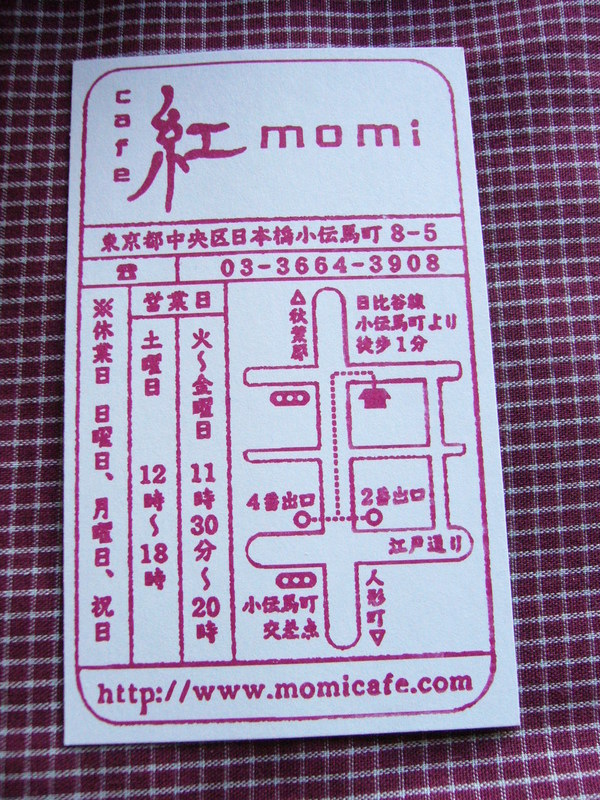 cafe
紅 momi
東京都中央区日本橋小伝馬町 8-5
☎ 03-3664-3908
営業日
火〜金曜日 11時30分〜20時
土曜日 12時〜18時
※休業日 日曜日、月曜日、祝日
△秋葉原
日比谷線
小伝馬町より
徒歩1分
4番出口
2番出口
江戸通り
小伝馬町
交差点
人形町▽
http://www.momicafe.com